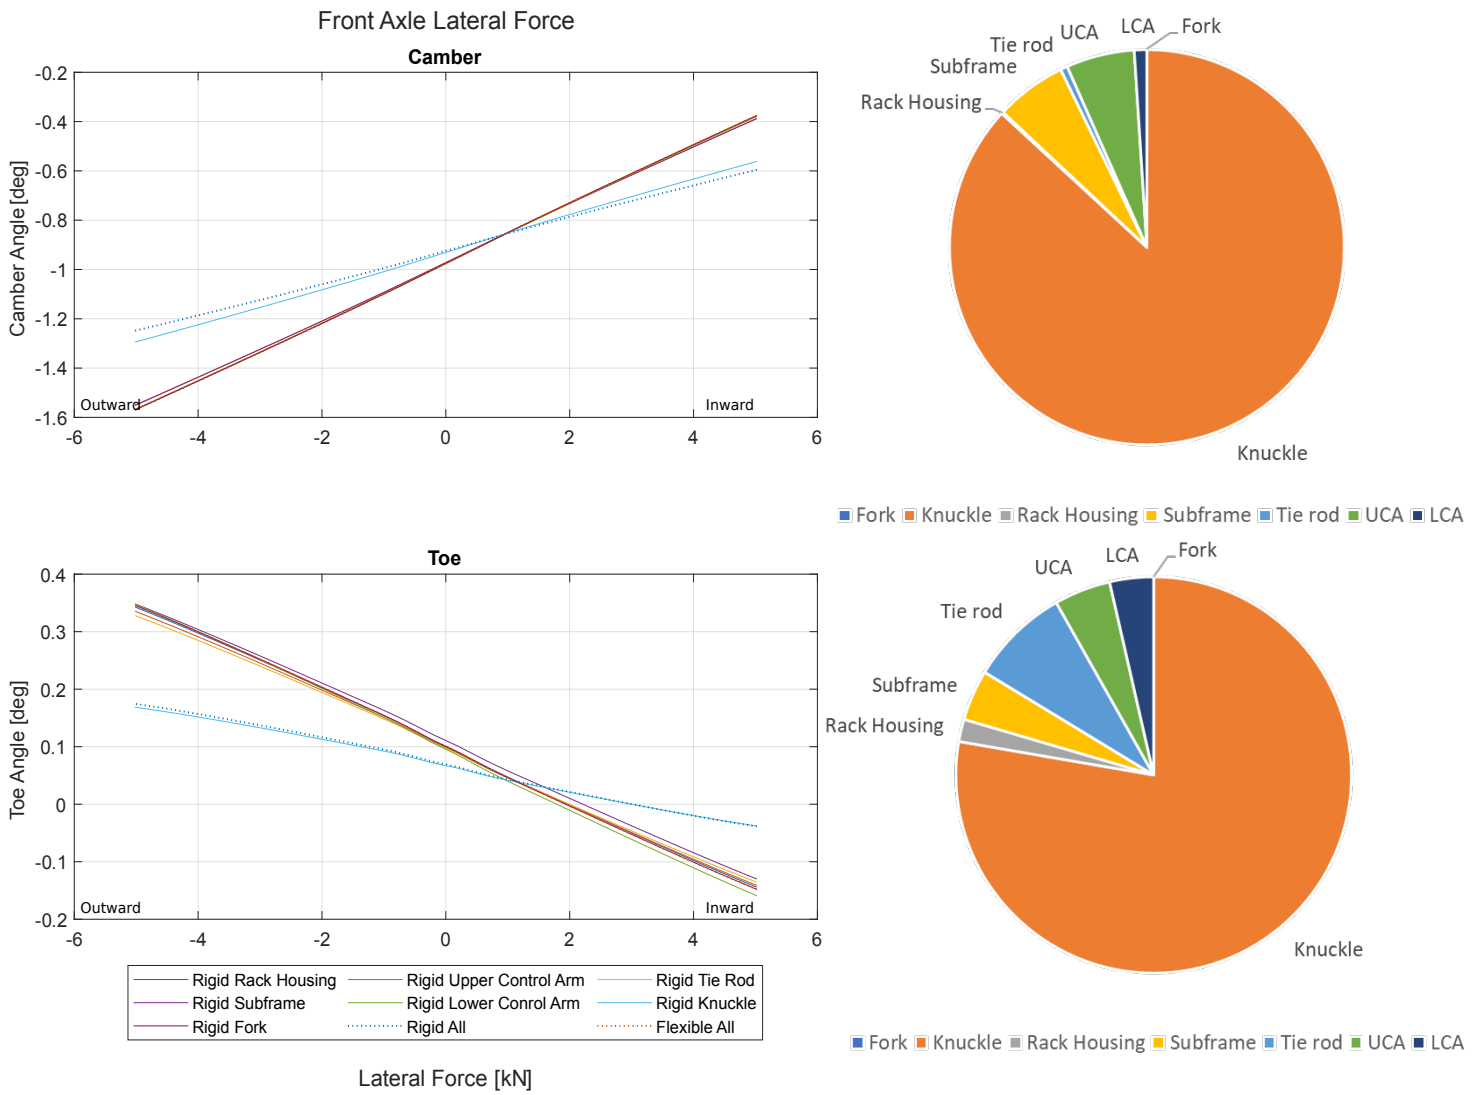 Front Axle Lateral Force
Camber
-0.2
-0.4
-0.6
-0.8
-1
-1.2
-1.4
-1.6
Camber Angle [deg]
Outward
Inward
-6 -4 -2 0 2 4 6
Fork
LCA
UCA
Tie rod
Subframe
Rack Housing
Knuckle
Fork Knuckle Rack Housing Subframe Tie rod UCA LCA
Toe
0.4
0.3
0.2
0.1
0
-0.1
-0.2
Toe Angle [deg]
Outward
Inward
-6 -4 -2 0 2 4 6
Rigid Rack Housing Rigid Upper Control Arm Rigid Tie Rod
Rigid Subframe Rigid Lower Conrol Arm Rigid Knuckle
Rigid Fork Rigid All Flexible All
Lateral Force [kN]
Fork
LCA
UCA
Tie rod
Subframe
Rack Housing
Knuckle
Fork Knuckle Rack Housing Subframe Tie rod UCA LCA